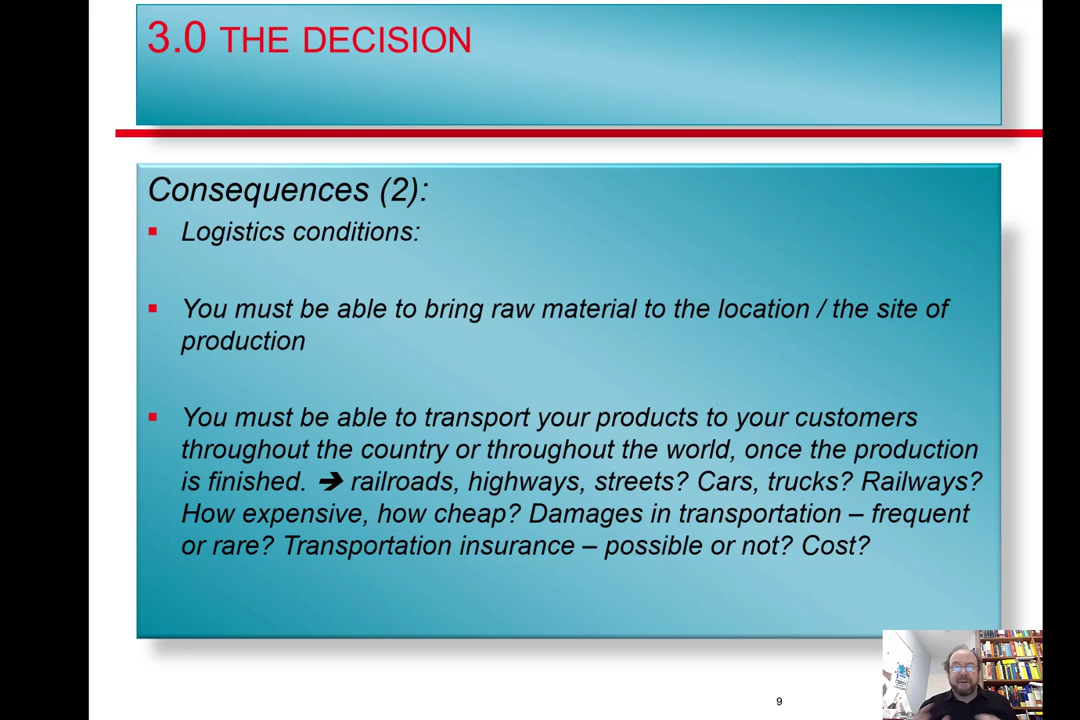 3.0 THE DECISION
Consequences (2):
▪ Logistics conditions:
▪ You must be able to bring raw material to the location / the site of
production
▪ You must be able to transport your products to your customers
throughout the country or throughout the world, once the production
is finished. ➔ railroads, highways, streets? Cars, trucks? Railways?
How expensive, how cheap? Damages in transportation – frequent
or rare? Transportation insurance – possible or not? Cost?
9